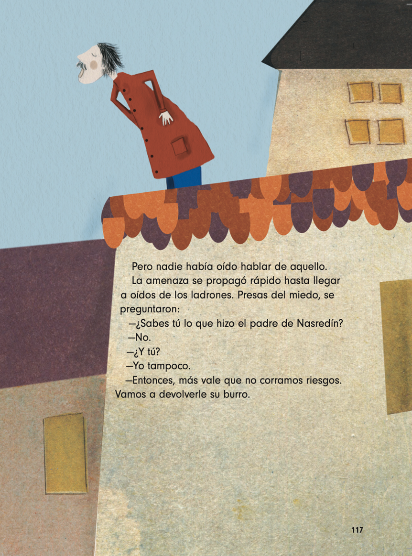 Pero nadie había oído hablar de aquello.
La amenaza se propagó rápido hasta llegar
a oídos de los ladrones. Presas del miedo, se
preguntaron:
—¿Sabes tú lo que hizo el padre de Nasredín?
—No.
—¿Y tú?
—Yo tampoco.
—Entonces, más vale que no corramos riesgos.
Vamos a devolverle su burro.
117